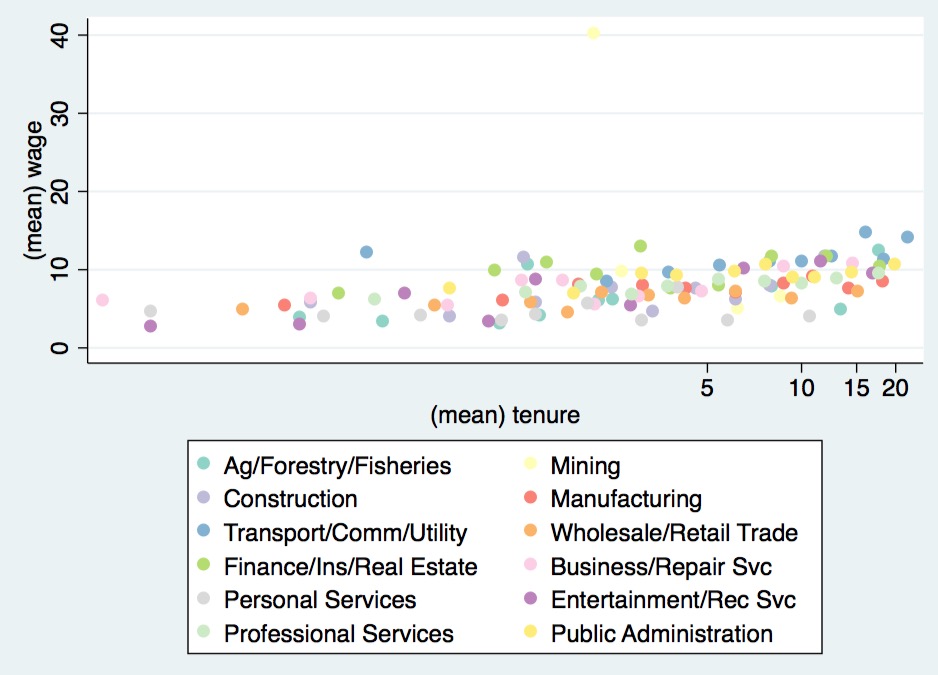 40
30
20
10
0
(mean) wage
5 10 15 20
(mean) tenure
Ag/Forestry/Fisheries Mining
Construction Manufacturing
Transport/Comm/Utility Wholesale/Retail Trade
Finance/Ins/Real Estate Business/Repair Svc
Personal Services Entertainment/Rec Svc
Professional Services Public Administration